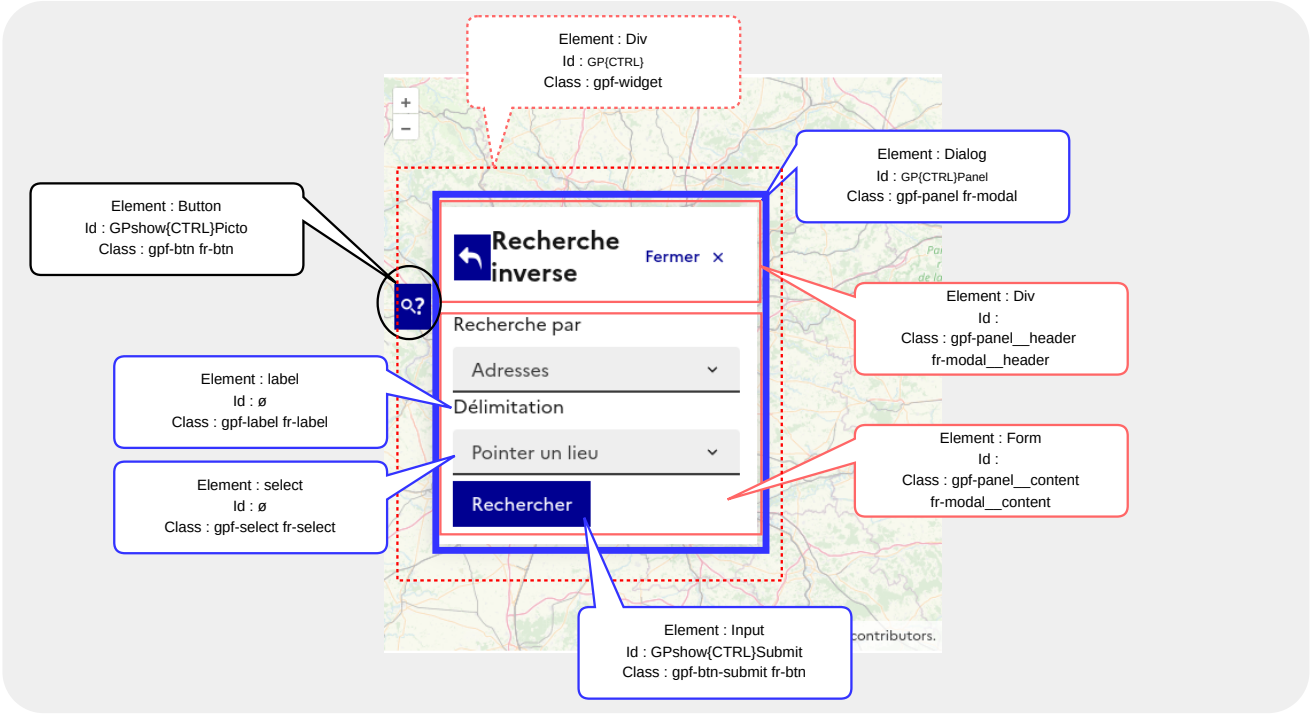 Element : Div
Id : GP{CTRL}
Class : gpf-widget
+
−
Element : Dialog
Id : GP{CTRL}Panel
Class : gpf-panel fr-modal
Element : Button
Id : GPshow{CTRL}Picto
Class : gpf-btn fr-btn
Recherche
inverse
Fermer ×
?
Element : Div
Id :
Class : gpf-panel__header
fr-modal__header
Recherche par
Adresses
Element : label
Id : ø
Class : gpf-label fr-label
Délimitation
Pointer un lieu
Element : Form
Id :
Class : gpf-panel__content
fr-modal__content
Element : select
Id : ø
Class : gpf-select fr-select
Rechercher
Element : Input
Id : GPshow{CTRL}Submit
Class : gpf-btn-submit fr-btn
contributors.